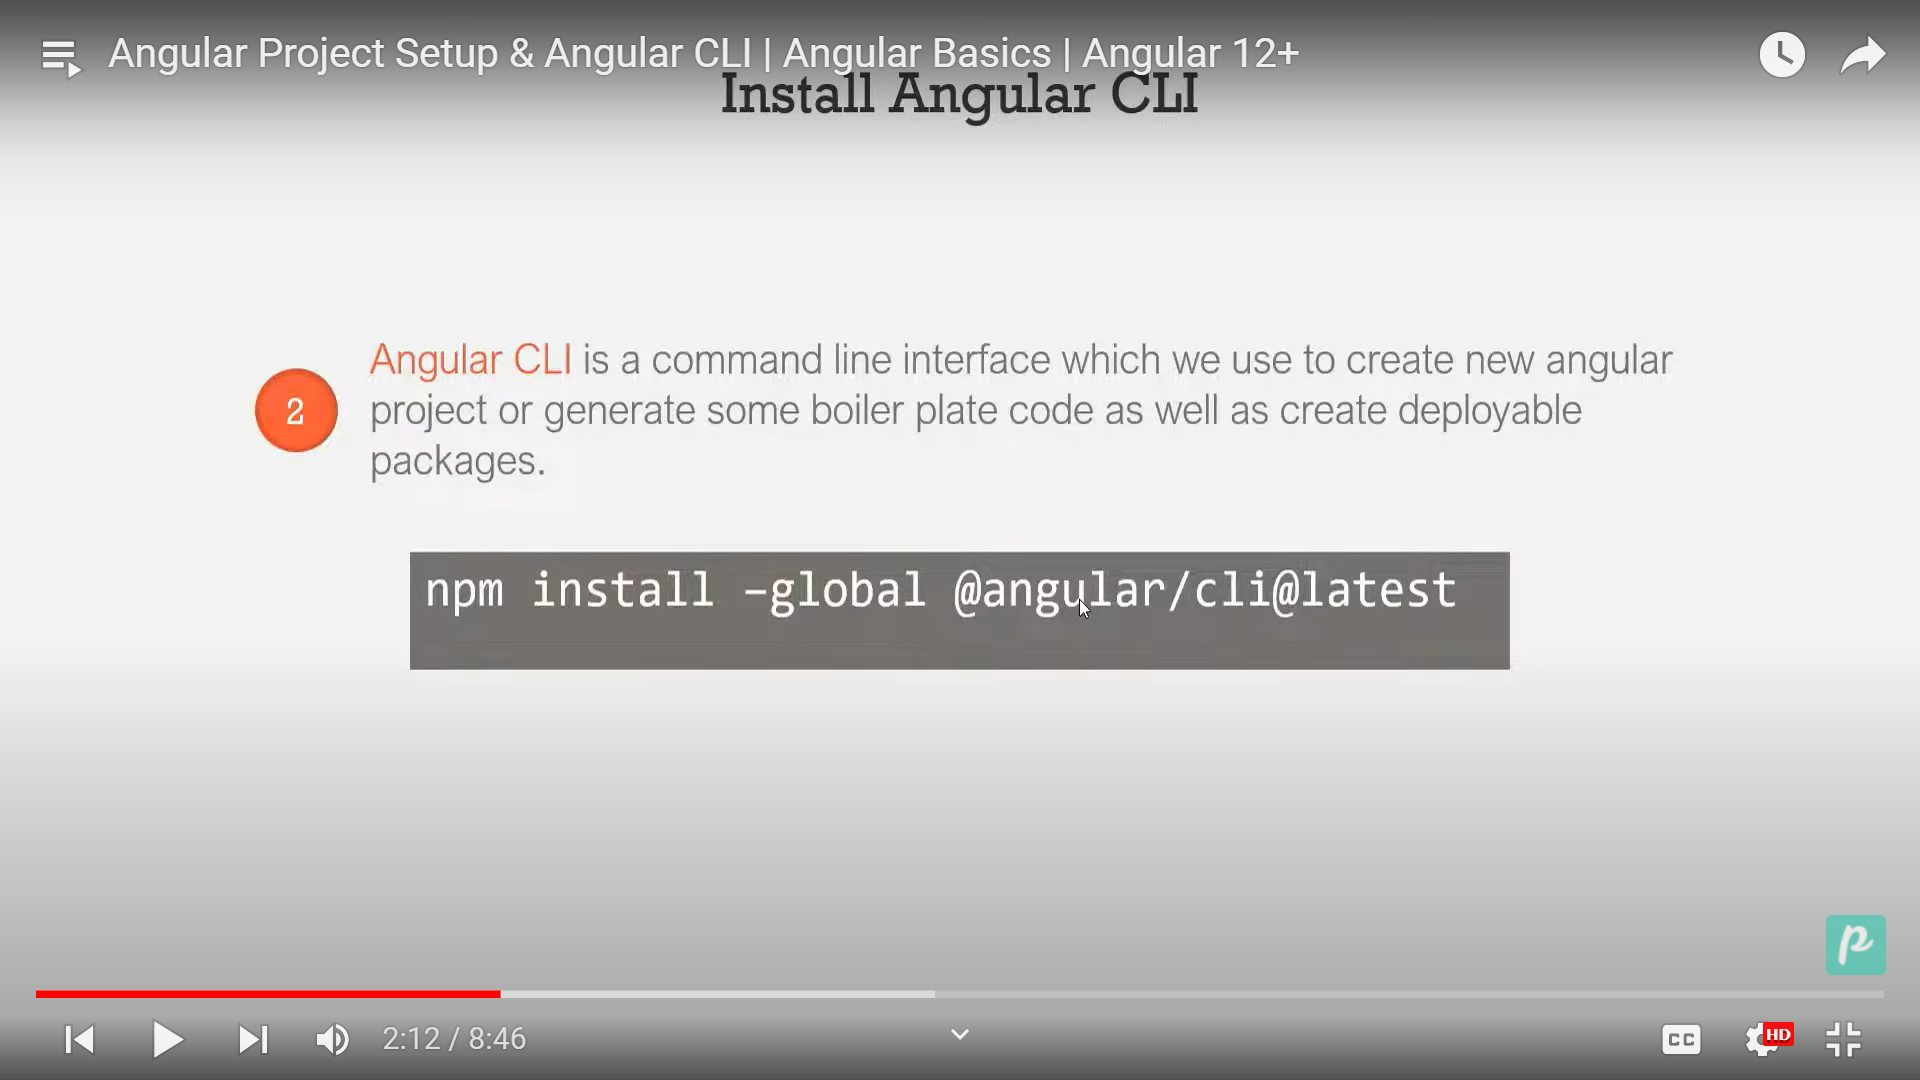 Angular Project Setup & Angular CLI | Angular Basics | Angular 12+
Install Angular CLI
Angular CLI is a command line interface which we use to create new angular
2
project or generate some boiler plate code as well as create deployable
packages.
npm install –global @angular/cli@latest
p
2:12 / 8:46
CC
HD